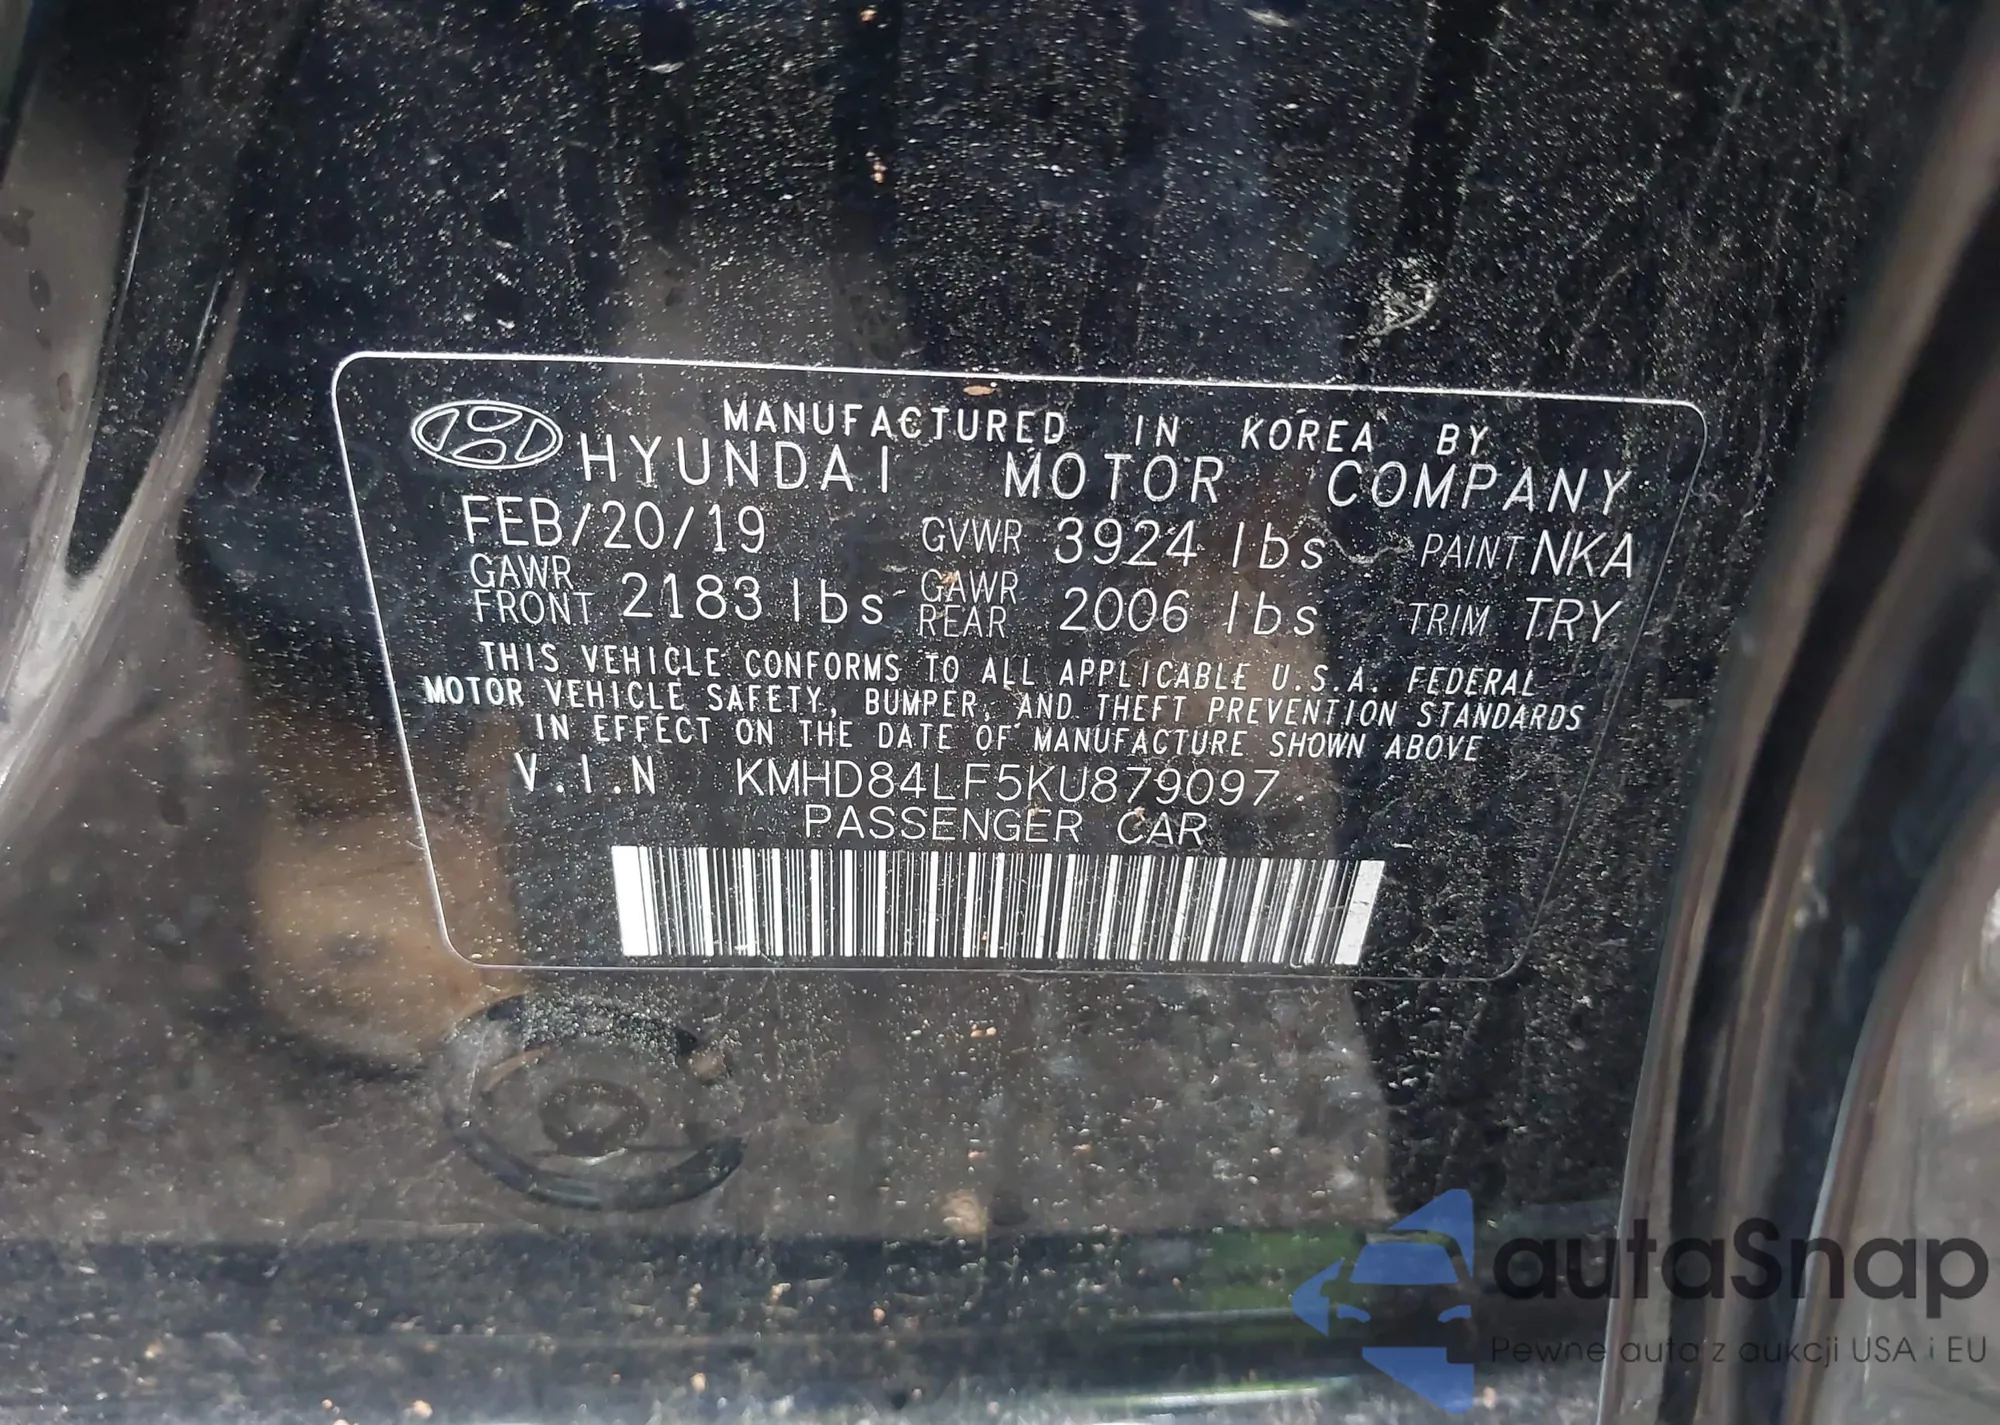 MANUFACTURED IN KOREA BY
HYUNDAI MOTOR COMPANY
FEB/20/19 GVWR 3924 lbs PAINT NKA
GAWR FRONT 2183 lbs GAWR REAR 2006 lbs TRIM TRY
THIS VEHICLE CONFORMS TO ALL APPLICABLE U.S.A. FEDERAL
MOTOR VEHICLE SAFETY, BUMPER, AND THEFT PREVENTION STANDARDS
IN EFFECT ON THE DATE OF MANUFACTURE SHOWN ABOVE
V.I.N KMHD84LF5KU879097
PASSENGER CAR
autaSnap
Pewne auta z aukcji USA i EU